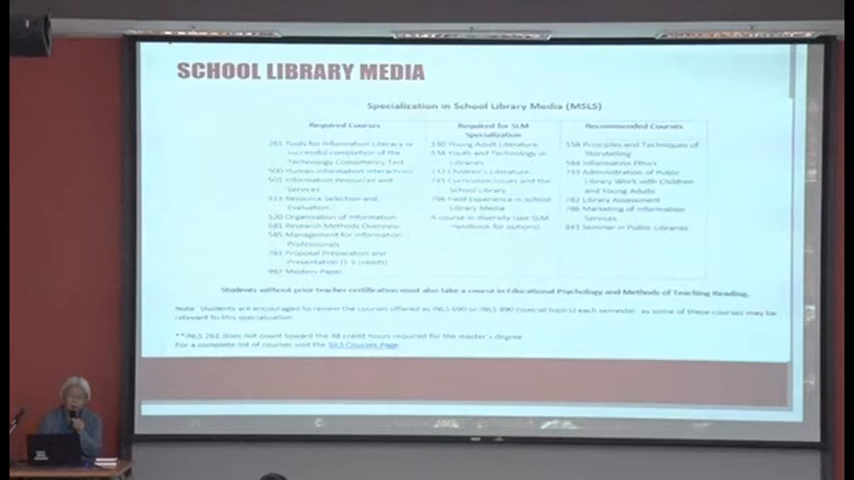 SCHOOL LIBRARY MEDIA
Specialization in School Library Media (MSLS)
Required Courses
261 Tools for Information Literacy or
successful completion of the
Technology Competency Test
500 Human Information Interactions
501 Information Resources and
Services
513 Resource Selection and
Evaluation
520 Organization of Information
581 Research Methods Overview
585 Management for Information
Professionals
781 Proposal Preparation and
Presentation (1.5 credits)
992 Masters Paper
Required for SLM
Specialization
530 Young Adult Literature
534 Youth and Technology in
Libraries
732 Children's Literature
745 Curriculum Issues and the
School Library
796 Field Experience in School
Library Media
A course in diversity (see SLM
Handbook for options)
Recommended Courses
558 Principles and Techniques of
Storytelling
584 Information Ethics
733 Administration of Public
Library Work with Children
and Young Adults
782 Library Assessment
786 Marketing of Information
Services
843 Seminar in Public Libraries
Students without prior teacher certification must also take a course in Educational Psychology and Methods of Teaching Reading.
Note: Students are encouraged to review the courses offered as INLS 690 or INLS 890 (special topics) each semester as some of these courses may be
relevant to this specialization.
**INLS 261 does not count toward the 48 credit hours required for the master's degree
For a complete list of courses visit the SILS Courses Page